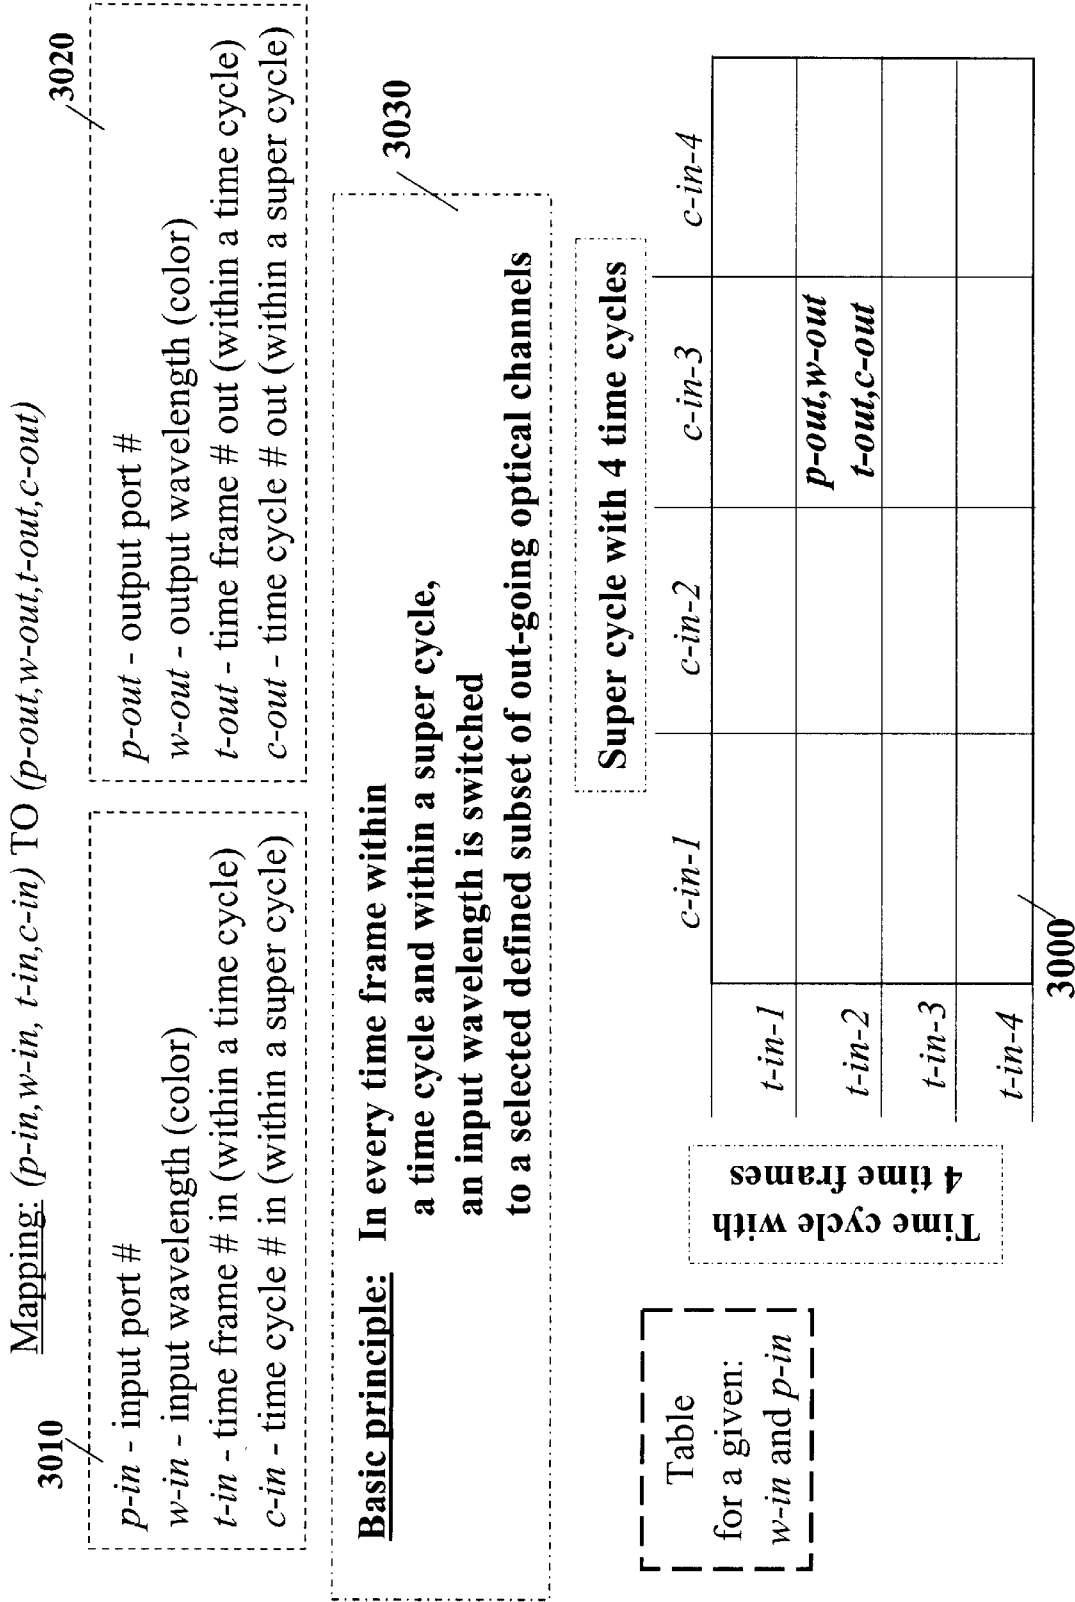 Mapping: (p-in,w-in, t-in,c-in) TO (p-out,w-out,t-out,c-out)
3010
p-in - input port #
w-in - input wavelength (color)
t-in - time frame # in (within a time cycle)
c-in - time cycle # in (within a super cycle)
3020
p-out - output port #
w-out - output wavelength (color)
t-out - time frame # out (within a time cycle)
c-out - time cycle # out (within a super cycle)
3030
Basic principle: In every time frame within
a time cycle and within a super cycle,
an input wavelength is switched
to a selected defined subset of out-going optical channels
Table
for a given:
w-in and p-in
Super cycle with 4 time cycles
Time cycle with
4 time frames
c-in-1 c-in-2 c-in-3 c-in-4
t-in-1
t-in-2 p-out,w-out
t-out,c-out
t-in-3
t-in-4
3000